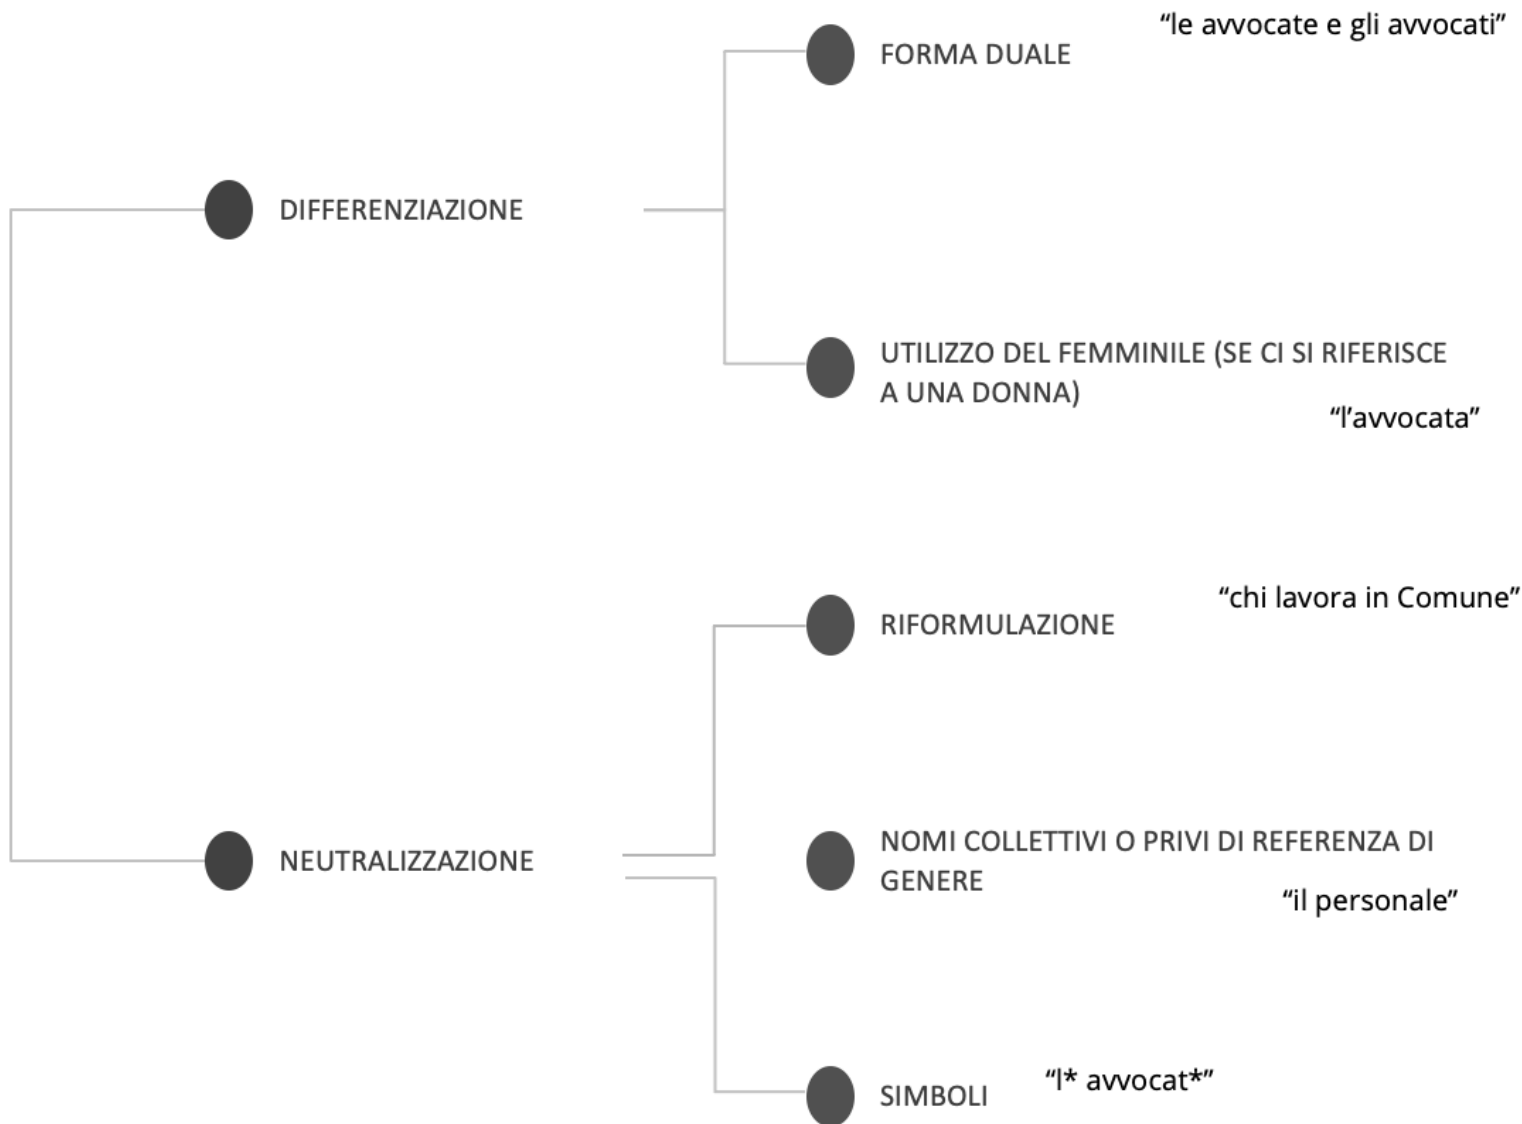 “le avvocate e gli avvocati”
FORMA DUALE
DIFFERENZIAZIONE
UTILIZZO DEL FEMMINILE (SE CI SI RIFERISCE
A UNA DONNA)
“l’avvocata”
“chi lavora in Comune”
RIFORMULAZIONE
NEUTRALIZZAZIONE
NOMI COLLETTIVI O PRIVI DI REFERENZA DI
GENERE
“il personale”
SIMBOLI
“l* avvocat*”